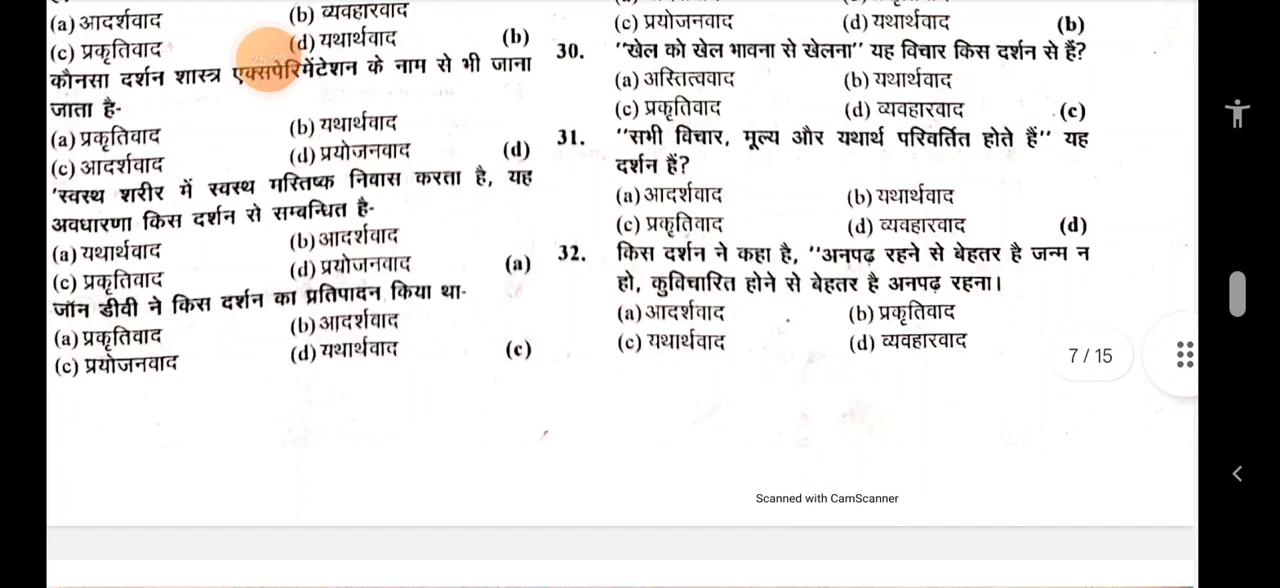 (a) आदर्शवाद
(b) व्यवहारवाद
(c) प्रकृतिवाद
(d) यथार्थवाद
(b)
कौनसा दर्शन शास्त्र एक्सपेरिमेंटेशन के नाम से भी जाना
जाता है-
(a) प्रकृतिवाद
(b) यथार्थवाद
(c) आदर्शवाद
(d) प्रयोजनवाद
(d)
'स्वस्थ शरीर में स्वस्थ मस्तिष्क निवास करता है, यह
अवधारणा किस दर्शन से सम्बन्धित है-
(a) यथार्थवाद
(b) आदर्शवाद
(c) प्रकृतिवाद
(d) प्रयोजनवाद
(a)
जॉन डीवी ने किस दर्शन का प्रतिपादन किया था-
(a) प्रकृतिवाद
(b) आदर्शवाद
(c) प्रयोजनवाद
(d) यथार्थवाद
(c)
(c) प्रयोजनवाद
(d) यथार्थवाद
(b)
30. "खेल को खेल भावना से खेलना" यह विचार किस दर्शन से हैं?
(a) अस्तित्ववाद
(b) यथार्थवाद
(c) प्रकृतिवाद
(d) व्यवहारवाद
(c)
31. "सभी विचार, मूल्य और यथार्थ परिवर्तित होते हैं" यह
दर्शन हैं?
(a) आदर्शवाद
(b) यथार्थवाद
(c) प्रकृतिवाद
(d) व्यवहारवाद
(d)
32. किस दर्शन ने कहा है, "अनपढ़ रहने से बेहतर है जन्म न
हो, कुविचारित होने से बेहतर है अनपढ़ रहना।
(a) आदर्शवाद
(b) प्रकृतिवाद
(c) यथार्थवाद
(d) व्यवहारवाद
7 / 15
Scanned with CamScanner